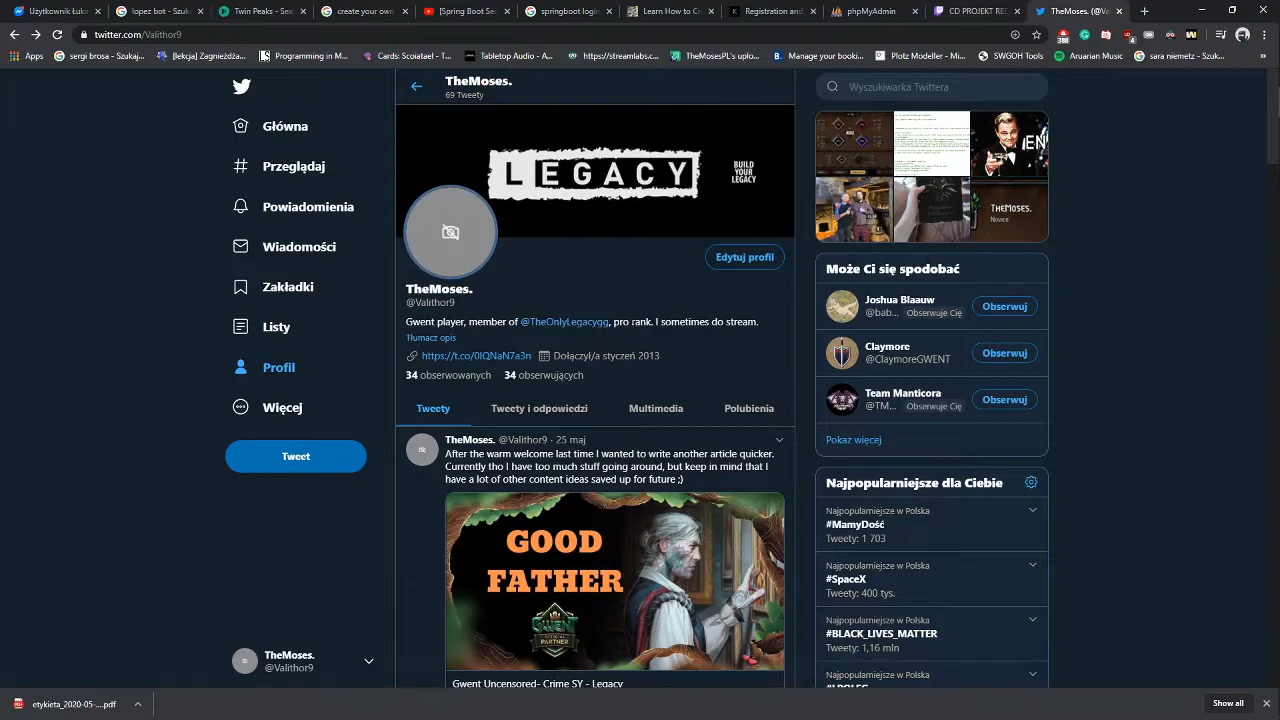 Użytkownik Łuka
lopez bot - Szuk
Twin Peaks - Sen
create your own
[Spring Boot Sec
springboot login
Learn How to Cr
Registration and
phpMyAdmin
CD PROJEKT RE
TheMoses. (@Va
twitter.com/Valithor9
Apps
sergi brosa – Szukaj...
[lekcja] Zagnieżdża...
Programming in M...
Cards: Scoiatael · T...
Tabletop Audio - A...
https://streamlabs.c...
TheMosesPL's uplo...
Manage your booki...
Plotz Modeller - Mi...
SWGOH Tools
Aruarian Music
sara niemetz - Szuk...
Główna
Przeglądaj
Powiadomienia
Wiadomości
Zakładki
Listy
Profil
Więcej
Tweet
TheMoses.
@Valithor9
TheMoses.
69 Tweety
LEGACY
BUILD
YOUR
LEGACY
Edytuj profil
TheMoses.
@Valithor9
Gwent player, member of @TheOnlyLegacygg, pro rank. I sometimes do stream.
Tłumacz opis
https://t.co/0lQNaN7a3n Dołączył/a styczeń 2013
34 obserwowanych 34 obserwujących
Tweety
Tweety i odpowiedzi
Multimedia
Polubienia
TheMoses. @Valithor9 · 25 maj
After the warm welcome last time I wanted to write another article quicker.
Currently tho I have too much stuff going around, but keep in mind that I
have a lot of other content ideas saved up for future ;)
GOOD
FATHER
GWENT
OFFICIAL
PARTNER
Gwent Uncensored- Crime SY - Legacy
Wyszukiwarka Twittera
THEMOSES.
Novice
Może Ci się spodobać
Joshua Blaauw
@bab... Obserwuje Cię
Obserwuj
Claymore
@ClaymoreGWENT
Obserwuj
Team Manticora
@TM... Obserwuje Cię
Obserwuj
Pokaż więcej
Najpopularniejsze dla Ciebie
Najpopularniejsze w Polska
#MamyDość
Tweety: 1 703
Najpopularniejsze w Polska
#SpaceX
Tweety: 400 tys.
Najpopularniejsze w Polska
#BLACK_LIVES_MATTER
Tweety: 1,16 mln
Najpopularniejsze w Polska
etykieta_2020-05-....pdf
Show all